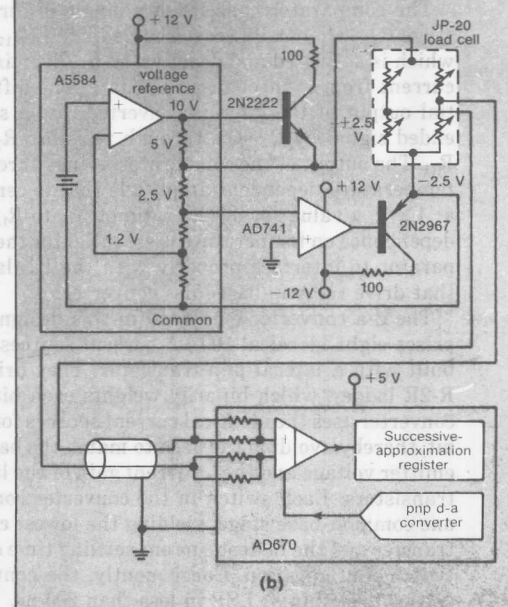 + 12 V
JP-20
load cell
100
A5584
voltage
reference
2N2222
10 V
5 V
+2.5
V
2.5 V
+ 12 V
−2.5 V
1.2 V
AD741
2N2967
−12 V
100
Common
+ 5 V
Successive-
approximation
register
pnp d-a
converter
AD670
(b)